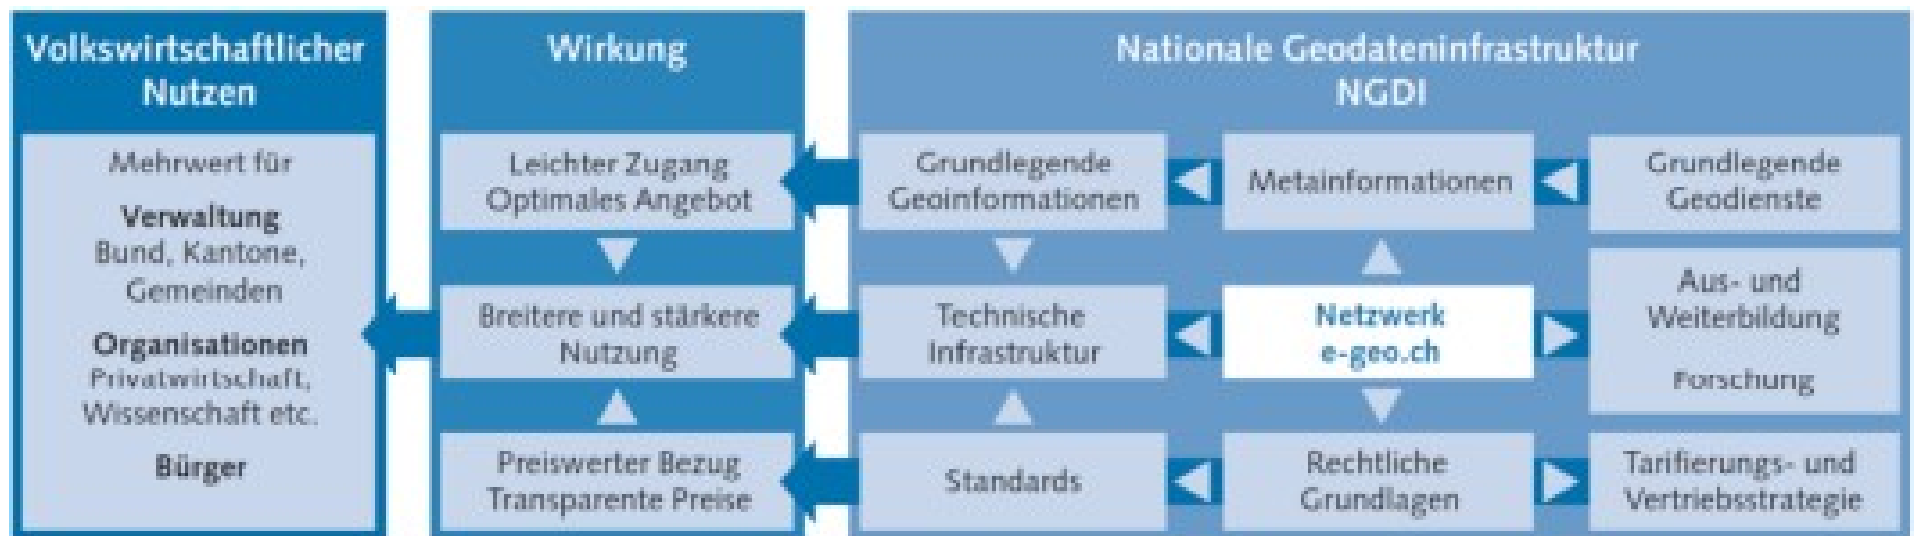 Volkswirtschaftlicher
Nutzen
Mehrwert für
Verwaltung
Bund, Kantone,
Gemeinden
Organisationen
Privatwirtschaft,
Wissenschaft etc.
Bürger
Wirkung
Leichter Zugang
Optimales Angebot
Breitere und stärkere
Nutzung
Preiswerter Bezug
Transparente Preise
Nationale Geodateninfrastruktur
NGDI
Grundlegende
Geoinformationen
Metainformationen
Grundlegende
Geodienste
Technische
Infrastruktur
Netzwerk
e-geo.ch
Aus- und
Weiterbildung
Forschung
Standards
Rechtliche
Grundlagen
Tarifierungs- und
Vertriebsstrategie